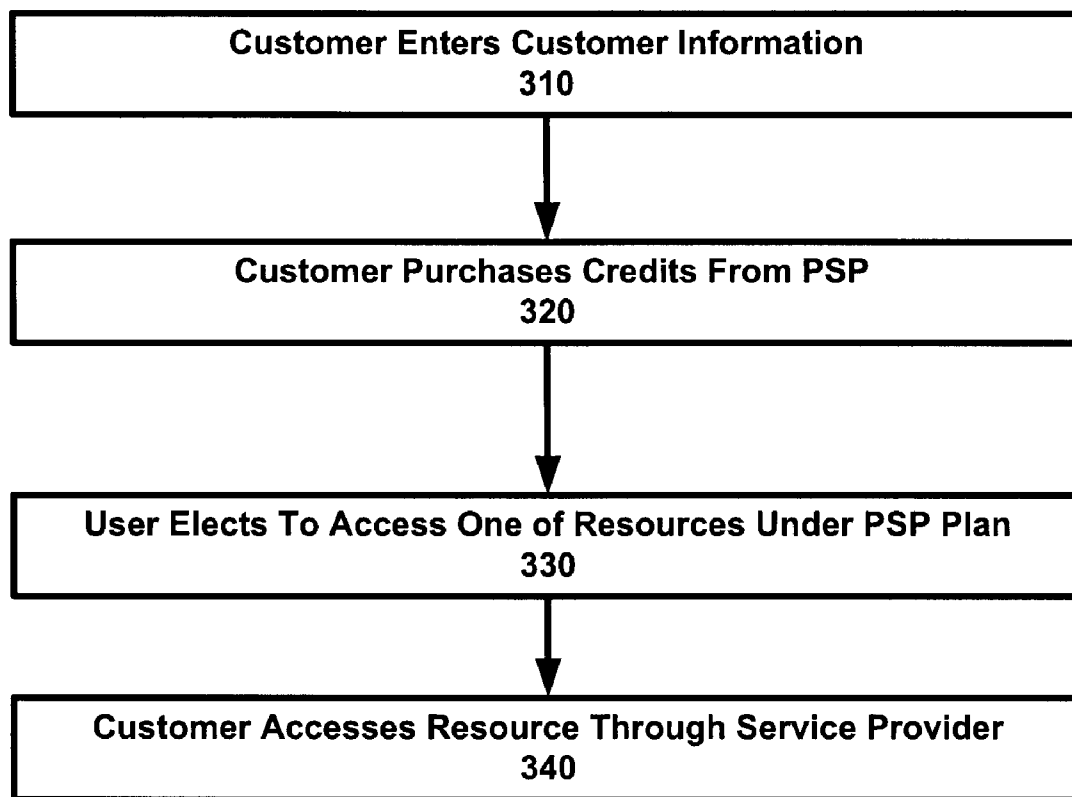 Customer Enters Customer Information
310
Customer Purchases Credits From PSP
320
User Elects To Access One of Resources Under PSP Plan
330
Customer Accesses Resource Through Service Provider
340